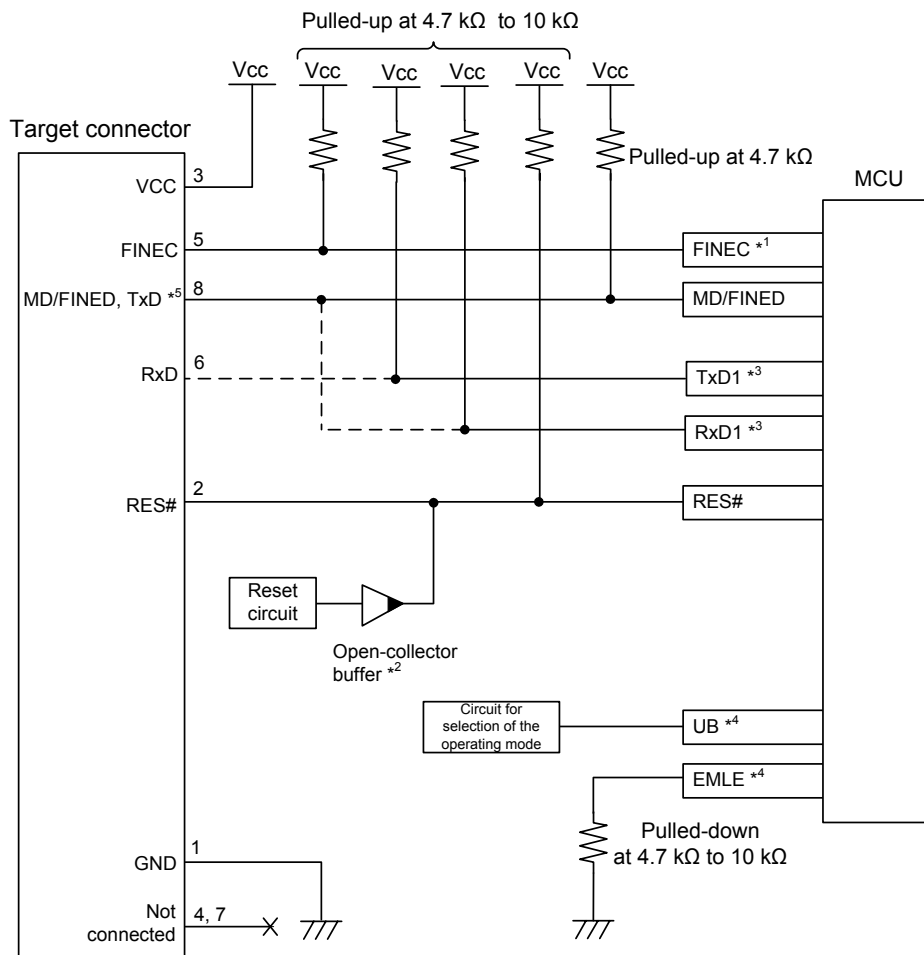 Pulled-up at 4.7 kΩ to 10 kΩ
Vcc
Vcc
Vcc
Vcc
Vcc
Vcc
Target connector
Pulled-up at 4.7 kΩ
MCU
VCC
3
FINEC
5
FINEC *1
MD/FINED, TxD *5
8
MD/FINED
RxD
6
TxD1 *3
RxD1 *3
RES#
2
RES#
Reset
circuit
Open-collector
buffer *2
Circuit for
selection of the
operating mode
UB *4
EMLE *4
Pulled-down
at 4.7 kΩ to 10 kΩ
GND
1
Not
connected
4, 7